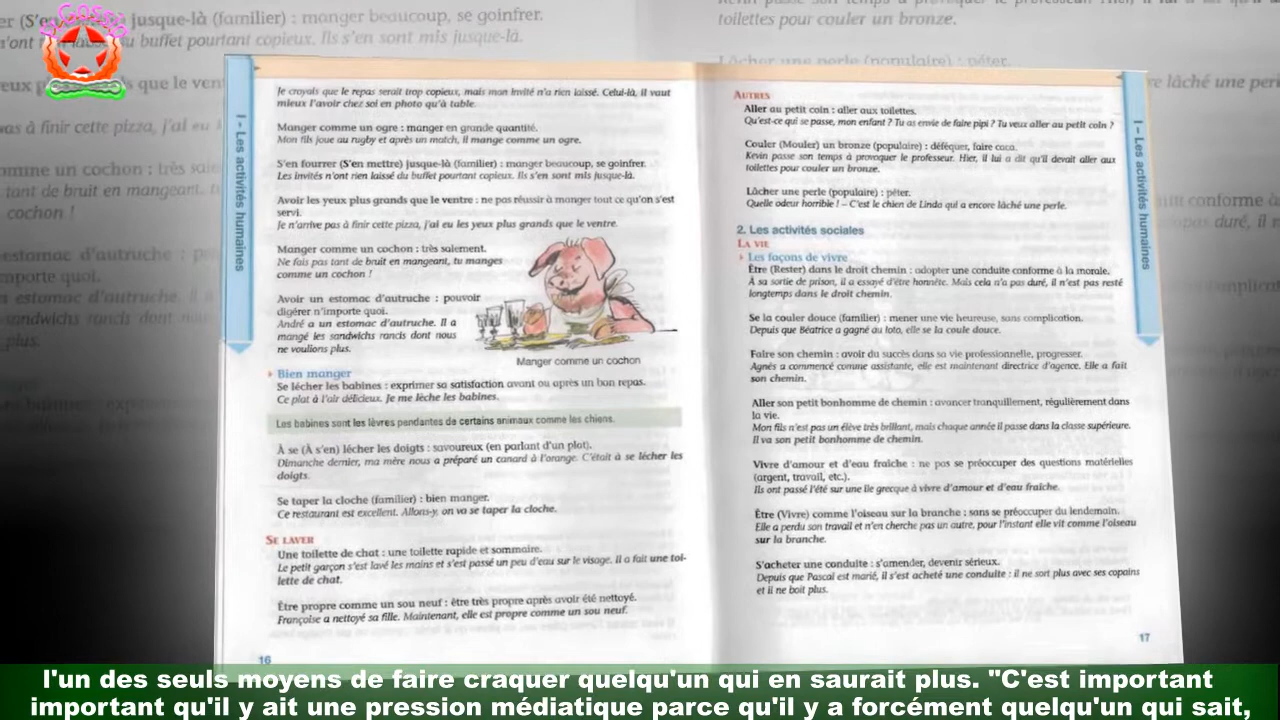 El Gosto
I – Les activités humaines
Je croyais que le repas serait trop copieux, mais mon invité n'a rien laissé. Celui-là, il vaut
mieux l'avoir chez soi en photo qu'à table.
Manger comme un ogre : manger en grande quantité.
Mon fils joue au rugby et après un match, il mange comme un ogre.
S'en fourrer (S'en mettre) jusque-là (familier) : manger beaucoup, se goinfrer.
Les invités n'ont rien laissé du buffet pourtant copieux. Ils s'en sont mis jusque-là.
Avoir les yeux plus grands que le ventre : ne pas réussir à manger tout ce qu'on s'est
servi.
Je n'arrive pas à finir cette pizza, j'ai eu les yeux plus grands que le ventre.
Manger comme un cochon : très salement.
Ne fais pas tant de bruit en mangeant, tu manges
comme un cochon !
Avoir un estomac d'autruche : pouvoir
digérer n'importe quoi.
André a un estomac d'autruche. Il a
mangé les sandwichs rancis dont nous
ne voulions plus.
Manger comme un cochon
Bien manger
Se lécher les babines : exprimer sa satisfaction avant ou après un bon repas.
Ce plat à l'air délicieux. Je me lèche les babines.
Les babines sont les lèvres pendantes de certains animaux comme les chiens.
À se (À s'en) lécher les doigts : savoureux (en parlant d'un plat).
Dimanche dernier, ma mère nous a préparé un canard à l'orange. C'était à se lécher les
doigts.
Se taper la cloche (familier) : bien manger.
Ce restaurant est excellent. Allons-y, on va se taper la cloche.
SE LAVER
Une toilette de chat : une toilette rapide et sommaire.
Le petit garçon s'est lavé les mains et s'est passé un peu d'eau sur le visage. Il a fait une toi-
lette de chat.
Être propre comme un sou neuf : être très propre après avoir été nettoyé.
Françoise a nettoyé sa fille. Maintenant, elle est propre comme un sou neuf.
16
AUTRES
Aller au petit coin : aller aux toilettes.
Qu'est-ce qui se passe, mon enfant ? Tu as envie de faire pipi ? Tu veux aller au petit coin ?
Couler (Mouler) un bronze (populaire) : déféquer, faire caca.
Kevin passe son temps à provoquer le professeur. Hier, il lui a dit qu'il devait aller aux
toilettes pour couler un bronze.
Lâcher une perle (populaire) : péter.
Quelle odeur horrible ! – C'est le chien de Linda qui a encore lâché une perle.
2. Les activités sociales
LA VIE
Les façons de vivre
Être (Rester) dans le droit chemin : adopter une conduite conforme à la morale.
À sa sortie de prison, il a essayé d'être honnête. Mais cela n'a pas duré, il n'est pas resté
longtemps dans le droit chemin.
Se la couler douce (familier) : mener une vie heureuse, sans complication.
Depuis que Béatrice a gagné au loto, elle se la coule douce.
Faire son chemin : avoir du succès dans sa vie professionnelle, progresser.
Agnès a commencé comme assistante, elle est maintenant directrice d'agence. Elle a fait
son chemin.
Aller son petit bonhomme de chemin : avancer tranquillement, régulièrement dans
la vie.
Mon fils n'est pas un élève très brillant, mais chaque année il passe dans la classe supérieure.
Il va son petit bonhomme de chemin.
Vivre d'amour et d'eau fraîche : ne pas se préoccuper des questions matérielles
(argent, travail, etc.).
Ils ont passé l'été sur une île grecque à vivre d'amour et d'eau fraîche.
Être (Vivre) comme l'oiseau sur la branche : sans se préoccuper du lendemain.
Elle a perdu son travail et n'en cherche pas un autre, pour l'instant elle vit comme l'oiseau
sur la branche.
S'acheter une conduite : s'amender, devenir sérieux.
Depuis que Pascal est marié, il s'est acheté une conduite : il ne sort plus avec ses copains
et il ne boit plus.
17
I – Les activités humaines
l'un des seuls moyens de faire craquer quelqu'un qui en saurait plus. "C'est important
important qu'il y ait une pression médiatique parce qu'il y a forcément quelqu'un qui sait,